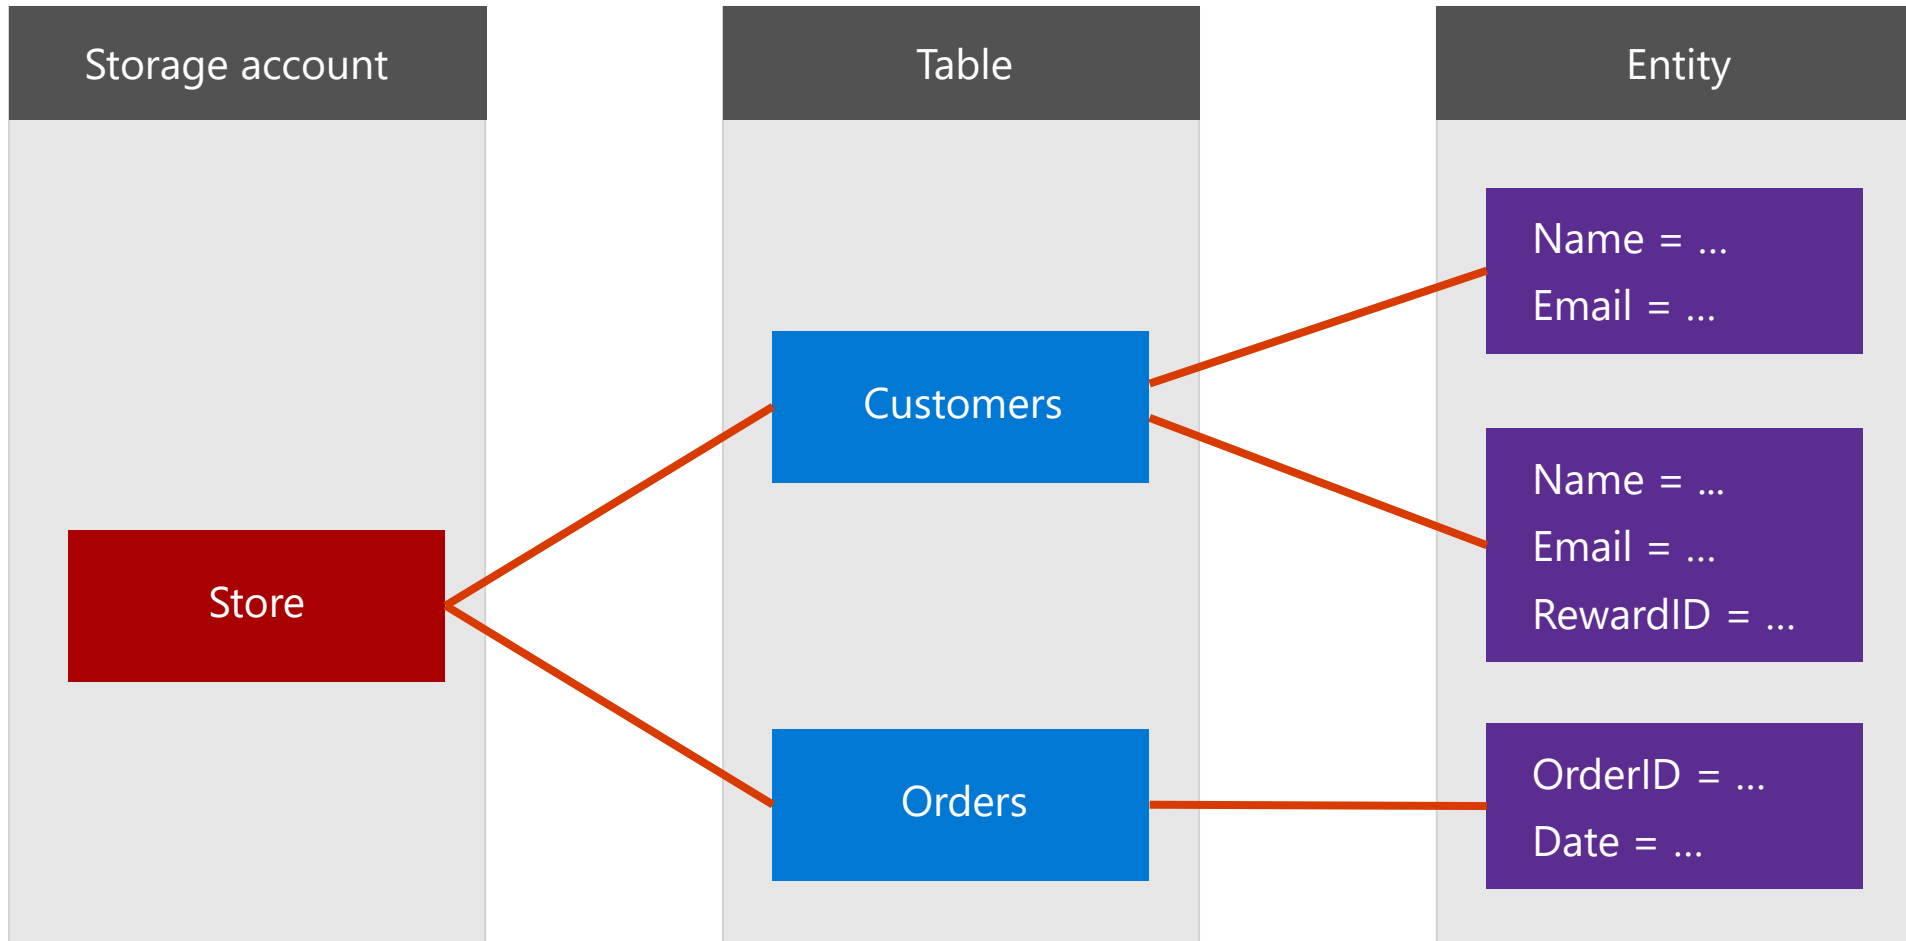 Storage account
Table
Entity
Store
Customers
Orders
Name = ...
Email = ...
Name = ...
Email = ...
RewardID = ...
OrderID = ...
Date = ...